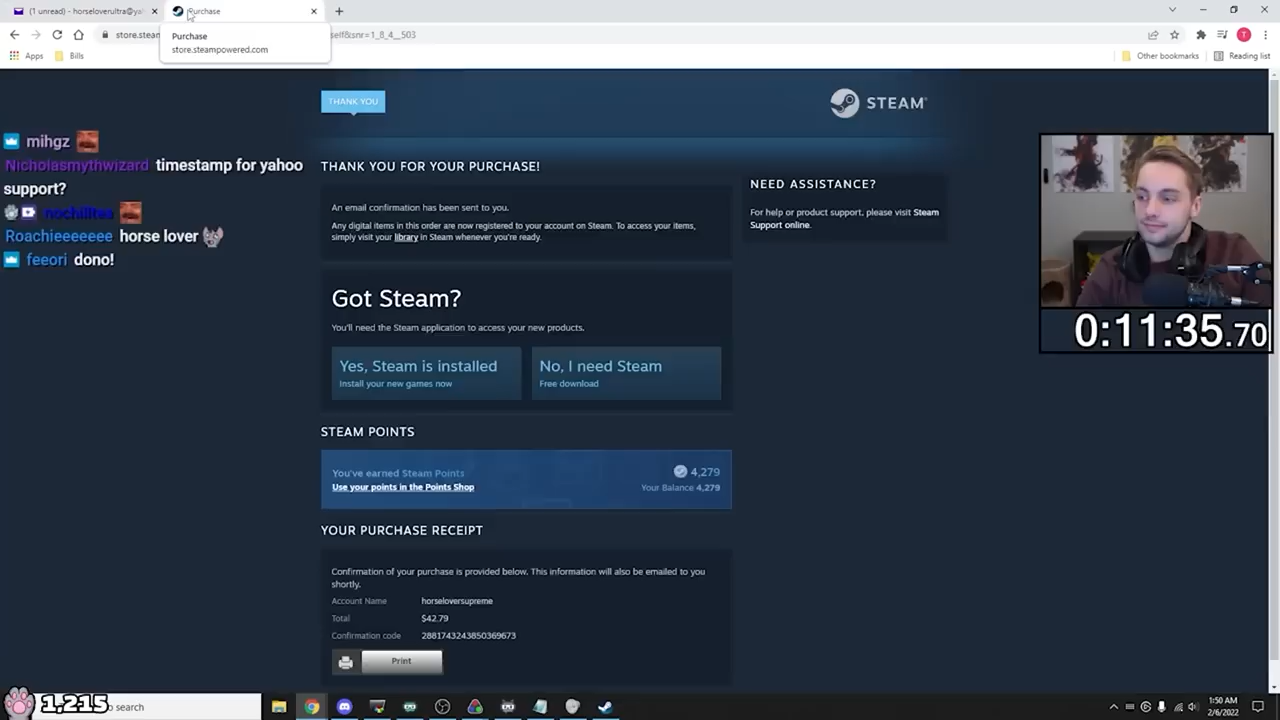 (1 unread) - horseloverultra@ya
Purchase
store.steam
self&snr=1_8_4__503
Purchase
store.steampowered.com
Apps
Bills
Other bookmarks
Reading list
T
THANK YOU
STEAM
THANK YOU FOR YOUR PURCHASE!
An email confirmation has been sent to you.
Any digital items in this order are now registered to your account on Steam. To access your items,
simply visit your library in Steam whenever you're ready.
NEED ASSISTANCE?
For help or product support, please visit Steam
Support online.
mihgz
Nicholasmythwizard timestamp for yahoo
support?
nochilltea
Roachieeeeeee horse lover
feeori dono!
Got Steam?
You'll need the Steam application to access your new products.
Yes, Steam is installed
Install your new games now
No, I need Steam
Free download
0:11:35.70
STEAM POINTS
You've earned Steam Points
Use your points in the Points Shop
4,279
Your Balance 4,279
YOUR PURCHASE RECEIPT
Confirmation of your purchase is provided below. This information will also be emailed to you
shortly.
Account Name horseloversupreme
Total $42.79
Confirmation code 2881743243850369673
Print
1,215
o search
1:50 AM
2/6/2022